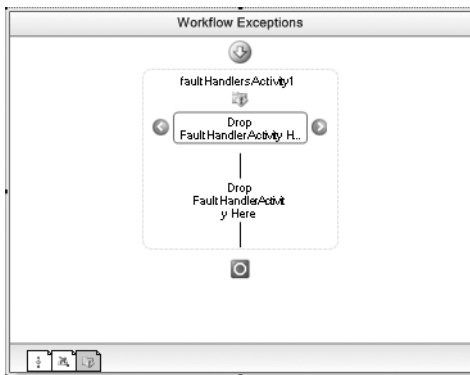 Workflow Exceptions
faultHandlersActivity1
Drop
FaultHandlerActivity H...
Drop
FaultHandlerActivit
y Here